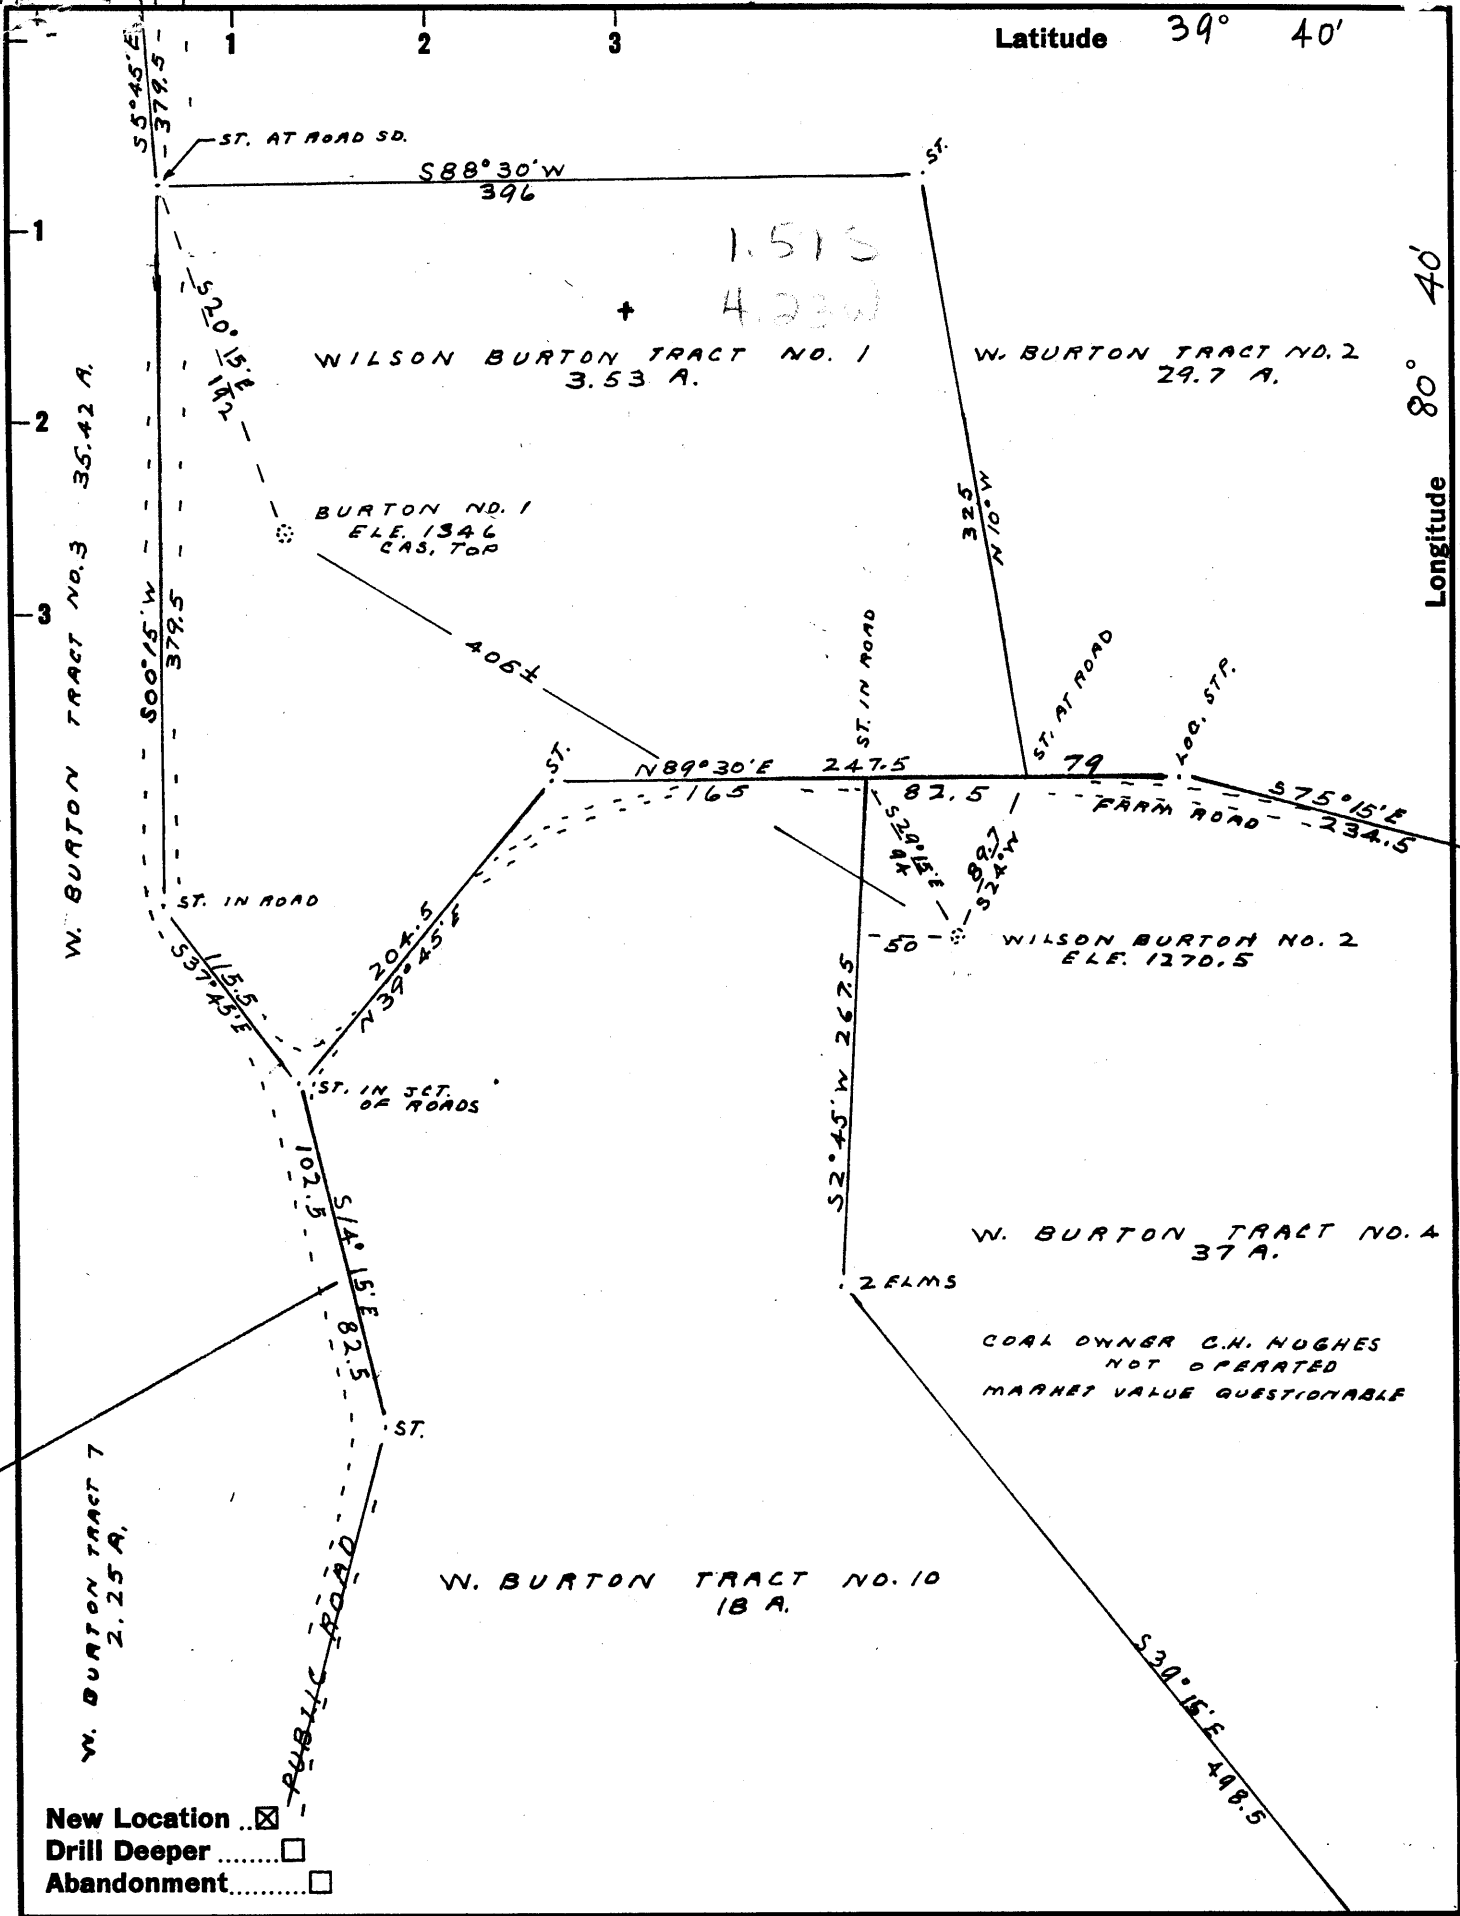 1
2
3
Latitude 39° 40'
S5°45'E
379.5
ST. AT ROAD SD.
S88°30'W
396
ST.
1
1.51 S
4.23 W
S20°15'E
192
WILSON BURTON TRACT NO. 1
3.53 A.
W. BURTON TRACT NO. 2
29.7 A.
Longitude 80° 40'
2
W. BURTON TRACT NO. 3 35.42 A.
BURTON NO. 1
ELE. 1346
CAS. TOP
325
N10°W
3
S00°15'W
379.5
406±
ST. IN ROAD
ST. AT ROAD
LOC. STP.
ST.
N89°30'E 247.5
165
82.5
79
FARM ROAD
S75°15'E
234.5
S29°15'E
94
89.7
S24°W
50
WILSON BURTON NO. 2
ELE. 1270.5
ST. IN ROAD
115.5
S37°45'E
204.5
N39°45'E
ST. IN JCT.
OF ROADS
S2°45'W 267.5
102.5
S14°15'E
82.5
W. BURTON TRACT NO. 4
37 A.
2 ELMS
COAL OWNER C.H. HUGHES
NOT OPERATED
MARKET VALUE QUESTIONABLE
ST.
W. BURTON TRACT 7
2.25 A.
PUBLIC ROAD
W. BURTON TRACT NO. 10
18 A.
S39°15'E
498.5
New Location ..☒
Drill Deeper ........☐
Abandonment..........☐